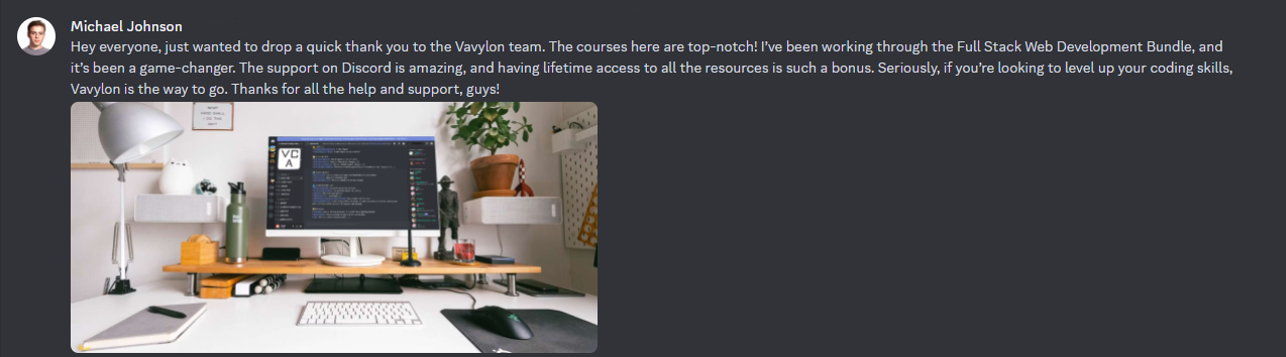 Michael Johnson
Hey everyone, just wanted to drop a quick thank you to the Vavylon team. The courses here are top-notch! I’ve been working through the Full Stack Web Development Bundle, and
it’s been a game-changer. The support on Discord is amazing, and having lifetime access to all the resources is such a bonus. Seriously, if you’re looking to level up your coding skills,
Vavylon is the way to go. Thanks for all the help and support, guys!
VC
A